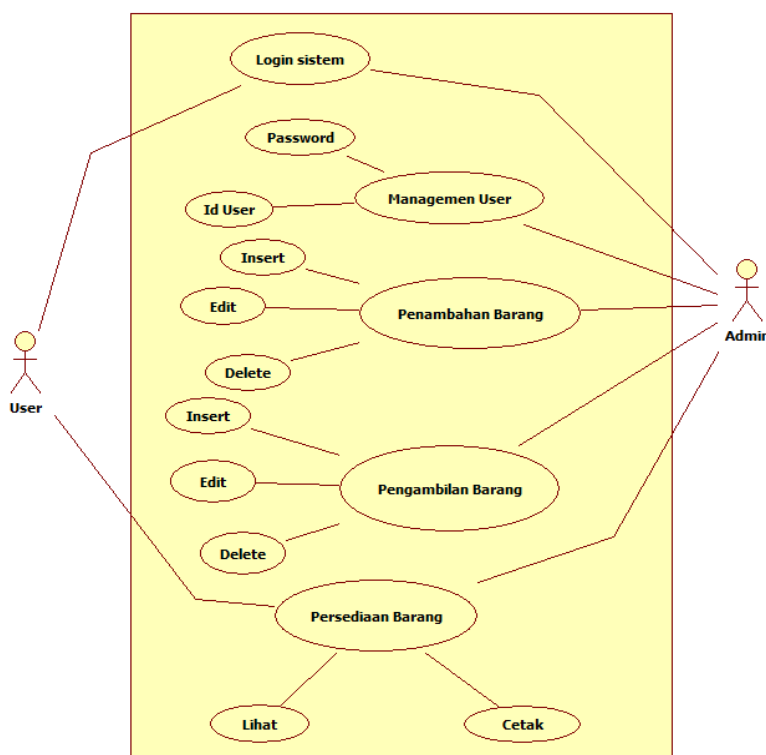 Login sistem
Password
Managemen User
Id User
Insert
Edit
Penambahan Barang
Delete
Admin
User
Insert
Edit
Pengambilan Barang
Delete
Persediaan Barang
Lihat
Cetak